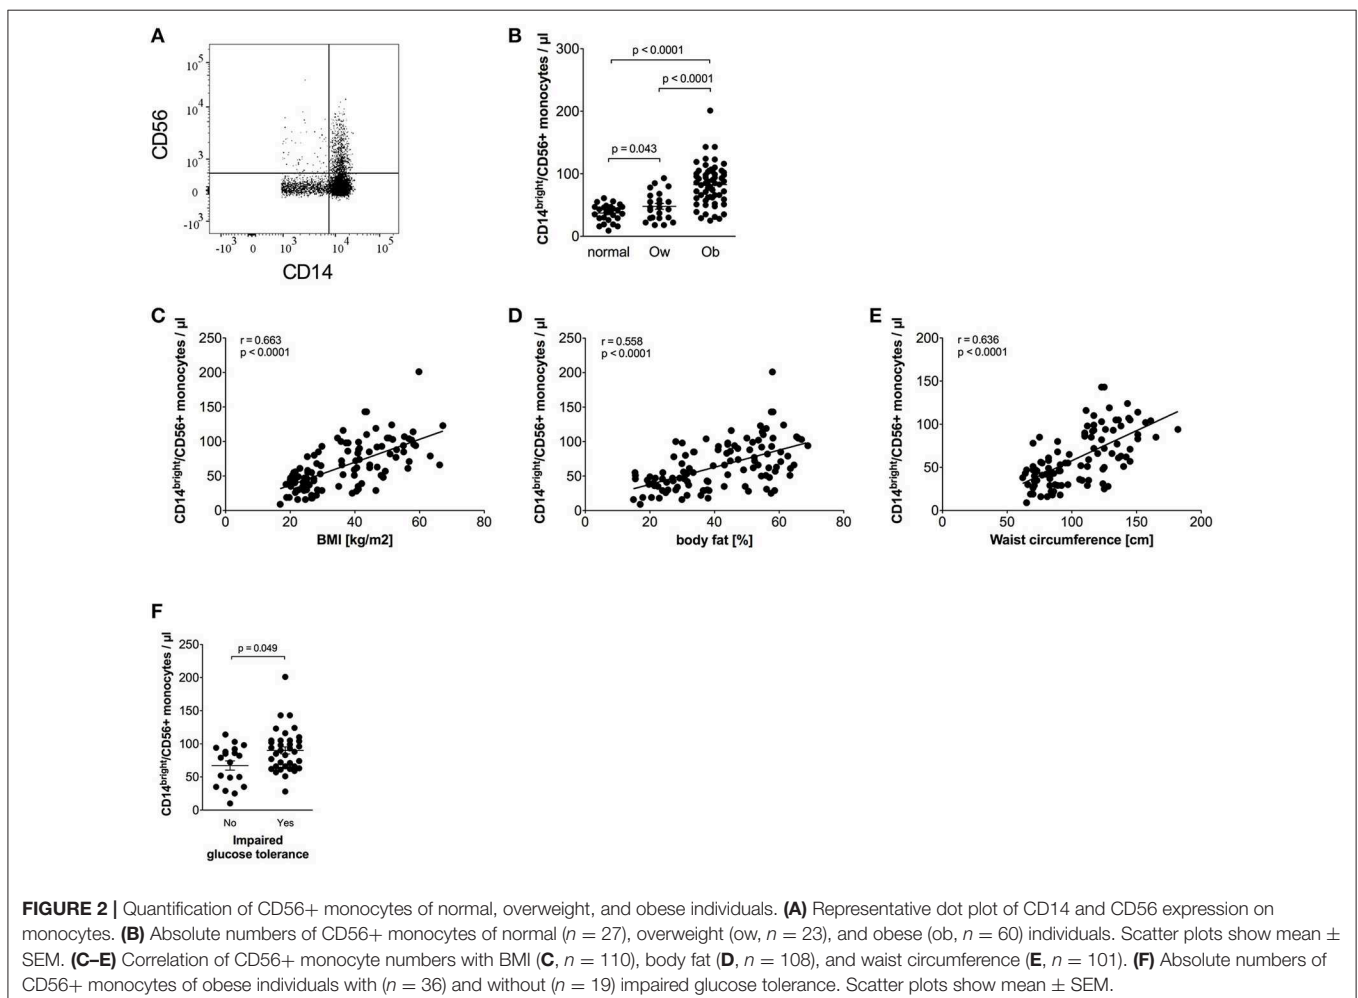 A
CD56
10^5
10^4
10^3
0
-10^3
-10^3 0 10^3 10^4 10^5
CD14
B
CD14^bright/CD56+ monocytes / µl
300
200
100
0
p < 0.0001
p < 0.0001
p = 0.043
normal Ow Ob
C
CD14^bright/CD56+ monocytes / µl
250
200
150
100
50
0
r = 0.663
p < 0.0001
0 20 40 60 80
BMI [kg/m2]
D
CD14^bright/CD56+ monocytes / µl
250
200
150
100
50
0
r = 0.558
p < 0.0001
0 20 40 60 80
body fat [%]
E
CD14^bright/CD56+ monocytes / µl
200
150
100
50
0
r = 0.636
p < 0.0001
0 50 100 150 200
Waist circumference [cm]
F
CD14^bright/CD56+ monocytes / µl
250
200
150
100
50
0
p = 0.049
No Yes
Impaired
glucose tolerance
FIGURE 2 | Quantification of CD56+ monocytes of normal, overweight, and obese individuals. (A) Representative dot plot of CD14 and CD56 expression on
monocytes. (B) Absolute numbers of CD56+ monocytes of normal (n = 27), overweight (ow, n = 23), and obese (ob, n = 60) individuals. Scatter plots show mean ±
SEM. (C–E) Correlation of CD56+ monocyte numbers with BMI (C, n = 110), body fat (D, n = 108), and waist circumference (E, n = 101). (F) Absolute numbers of
CD56+ monocytes of obese individuals with (n = 36) and without (n = 19) impaired glucose tolerance. Scatter plots show mean ± SEM.